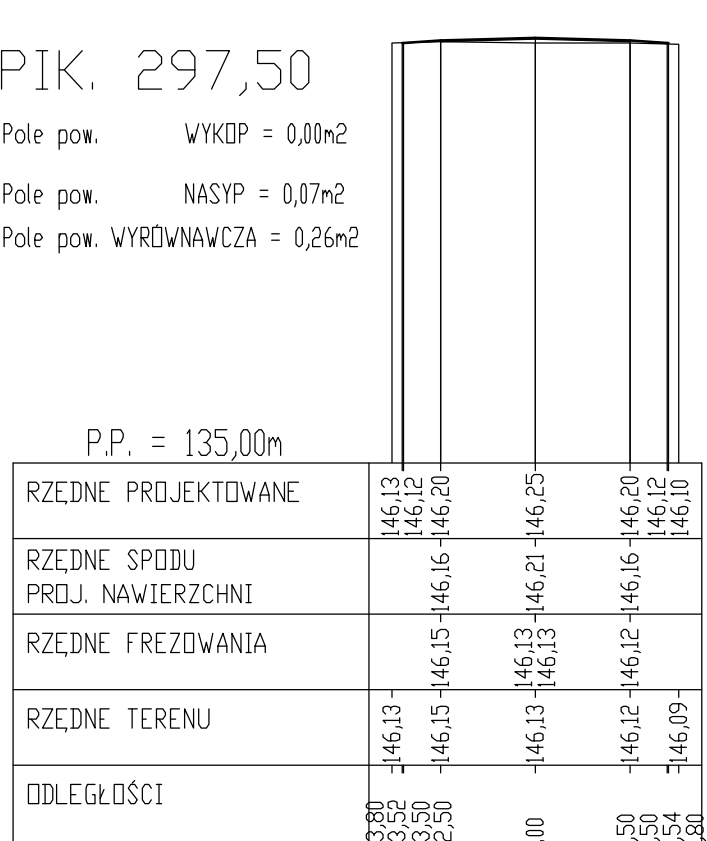 PIK. 297,50
Pole pow. WYKOP = 0,00m2
Pole pow. NASYP = 0,07m2
Pole pow. WYRÓWNAWCZA = 0,26m2
P.P. = 135,00m
RZĘDNE PROJEKTOWANE 146,13 146,12 146,20 146,25 146,20 146,12 146,10
RZĘDNE SPODU
PROJ. NAWIERZCHNI 146,16 146,21 146,16
RZĘDNE FREZOWANIA 146,15 146,13 146,13 146,12
RZĘDNE TERENU 146,13 146,15 146,13 146,12 146,09
ODLEGŁOŚCI 3,80 3,52 3,50 2,50 ,00 ,50 ,50 ,54 ,80